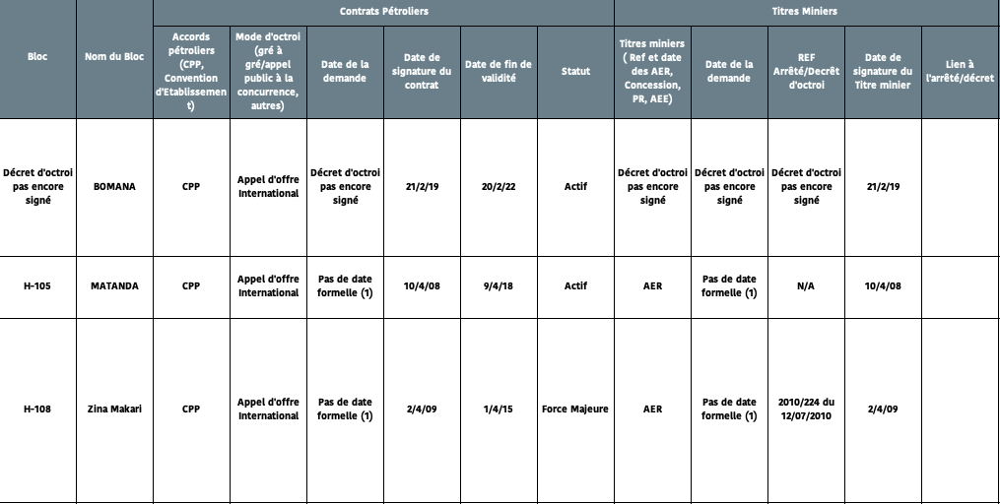 Contrats Pétroliers
Titres Miniers
Bloc
Nom du Bloc
Accords
pétroliers
(CPP,
Convention
d'Etablissemen
t)
Mode d'octroi
(gré à
gré/appel
public à la
concurrence,
autres)
Date de la
demande
Date de
signature du
contrat
Date de fin de
validité
Statut
Titres miniers
( Ref et date
des AER,
Concession,
PR, AEE)
Date de la
demande
REF
Arrêté/Decrêt
d'octroi
Date de
signature du
Titre minier
Lien à
l'arrêté/décret
Décret d'octroi
pas encore
signé
BOMANA
CPP
Appel d'offre
International
Décret d'octroi
pas encore
signé
21/2/19
20/2/22
Actif
Décret d'octroi
pas encore
signé
Décret d'octroi
pas encore
signé
Décret d'octroi
pas encore
signé
21/2/19
H-105
MATANDA
CPP
Appel d'offre
International
Pas de date
formelle (1)
10/4/08
9/4/18
Actif
AER
Pas de date
formelle (1)
N/A
10/4/08
H-108
Zina Makari
CPP
Appel d'offre
International
Pas de date
formelle (1)
2/4/09
1/4/15
Force Majeure
AER
Pas de date
formelle (1)
2010/224 du
12/07/2010
2/4/09